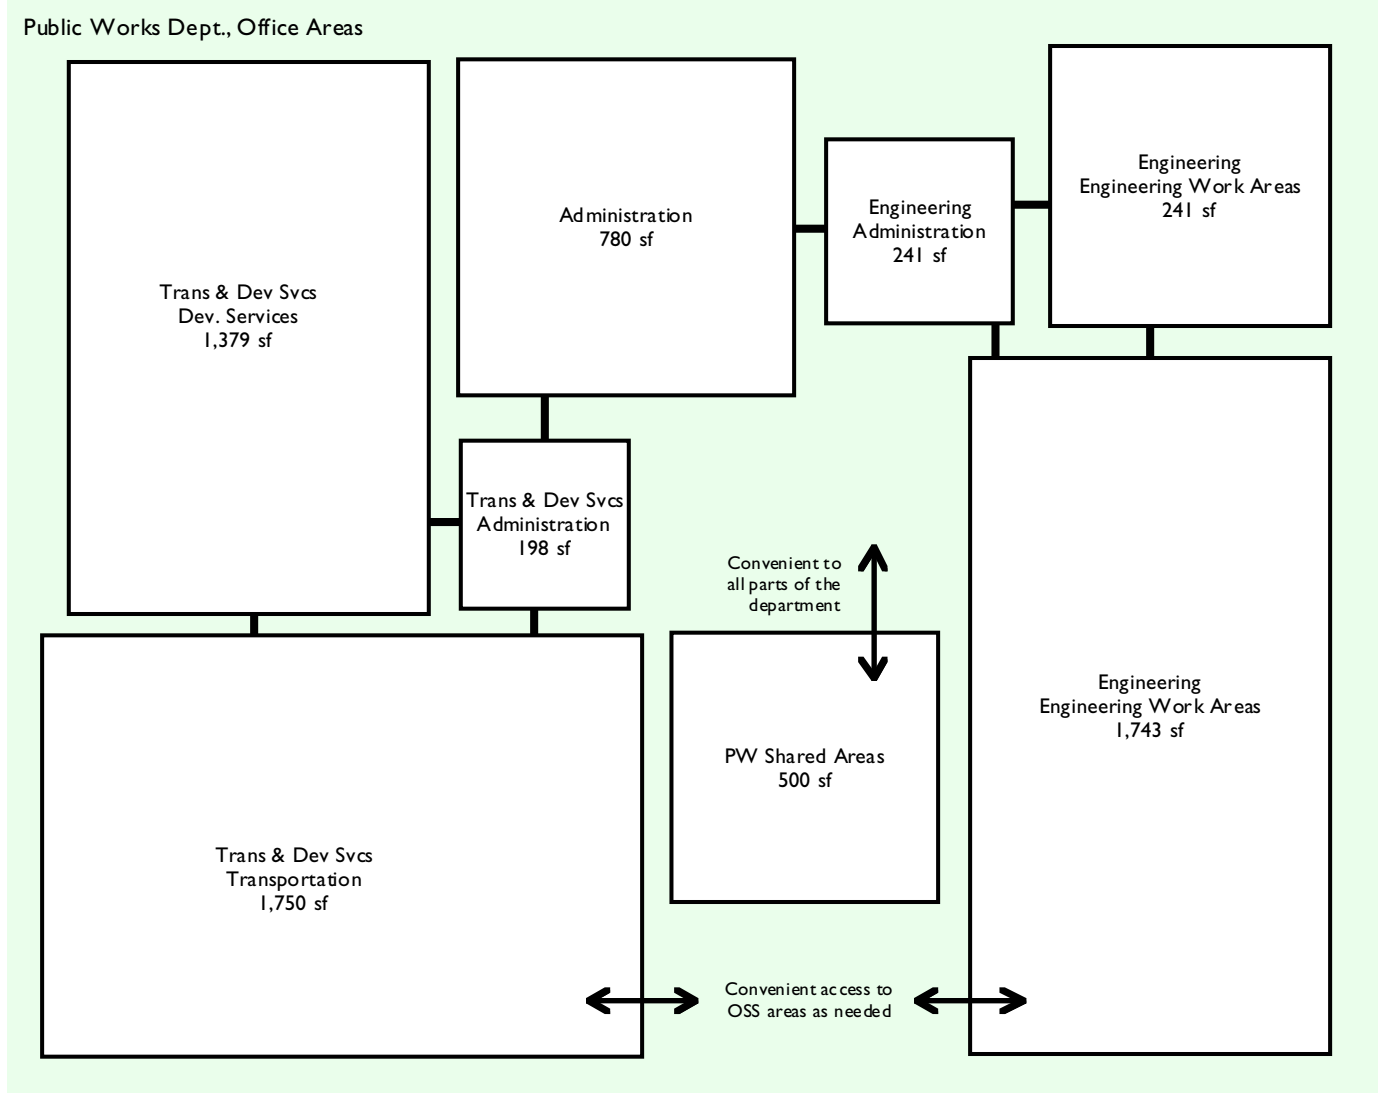 Public Works Dept., Office Areas
Trans & Dev Svcs
Dev. Services
1,379 sf
Administration
780 sf
Engineering
Administration
241 sf
Engineering
Engineering Work Areas
241 sf
Trans & Dev Svcs
Administration
198 sf
Convenient to
all parts of the
department
PW Shared Areas
500 sf
Engineering
Engineering Work Areas
1,743 sf
Trans & Dev Svcs
Transportation
1,750 sf
Convenient access to
OSS areas as needed